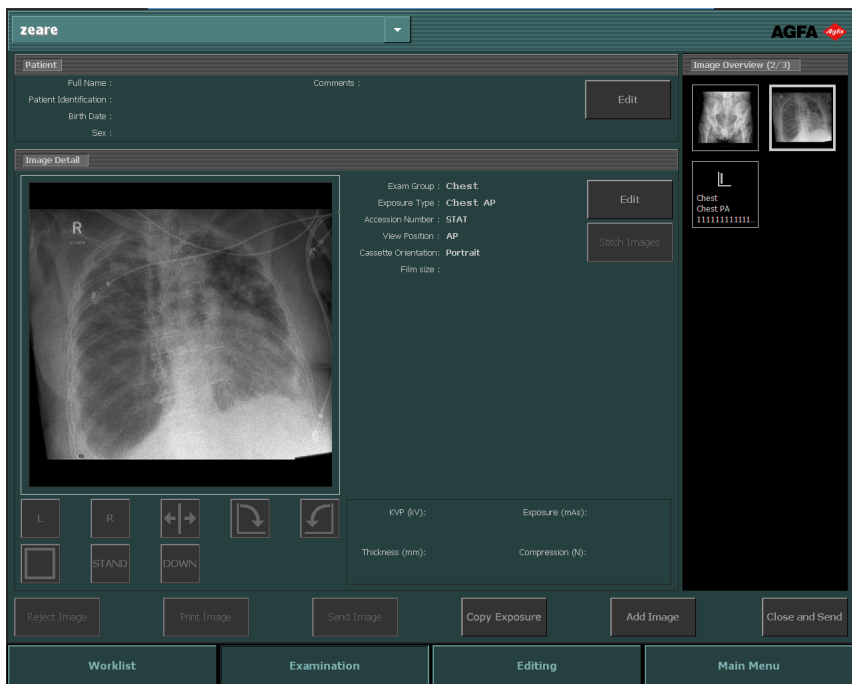 zeare
AGFA Agfa
Patient
Full Name :
Comments :
Patient Identification :
Birth Date :
Sex :
Edit
Image Overview (2/3)
Chest
Chest PA
111111111111...
Image Detail
R
Exam Group : Chest
Exposure Type : Chest AP
Accession Number : STAT
View Position : AP
Cassette Orientation: Portrait
Film size :
Edit
Stitch Images
L
R
STAND
DOWN
KVP (kV):
Exposure (mAs):
Thickness (mm):
Compression (N):
Reject Image
Print Image
Send Image
Copy Exposure
Add Image
Close and Send
Worklist
Examination
Editing
Main Menu